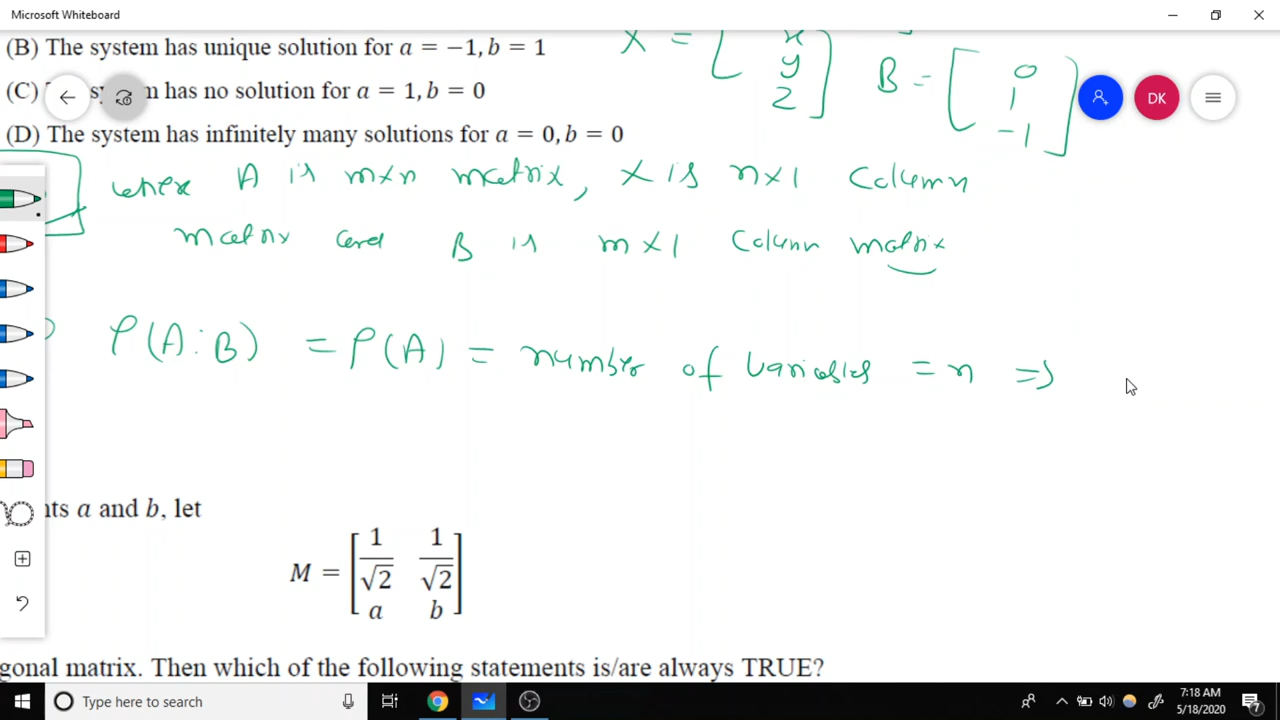 Microsoft Whiteboard
(B) The system has unique solution for a = −1, b = 1
X = [ x y z ]
B = [ 0 1 -1 ]
(C) m has no solution for a = 1, b = 0
DK
(D) The system has infinitely many solutions for a = 0, b = 0
where A is m×n matrix, X is n×1 column
matrix and B is m×1 column matrix
ρ(A:B) = ρ(A) = number of variables = n ⇒
nts a and b, let
M = [ 1/√2 1/√2 a b ]
gonal matrix. Then which of the following statements is/are always TRUE?
Type here to search
7:18 AM
5/18/2020
7